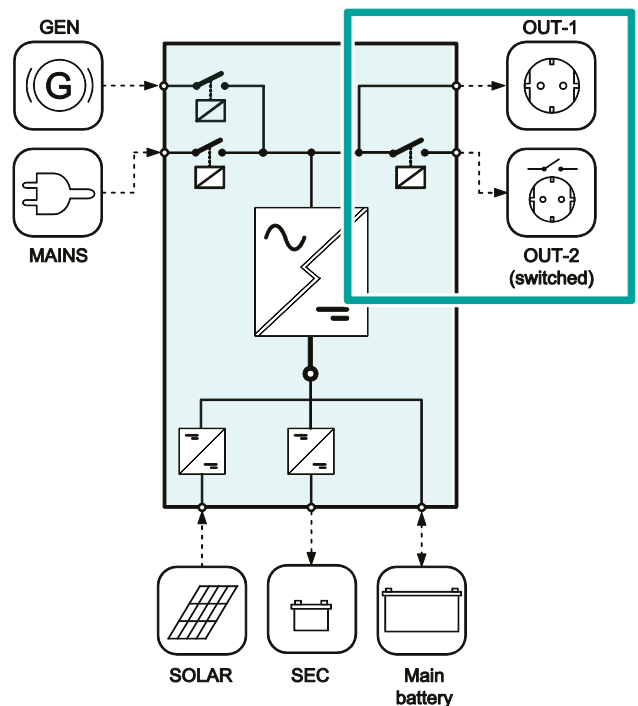 GEN
OUT-1
G
MAINS
OUT-2
(switched)
SOLAR
SEC
Main
battery